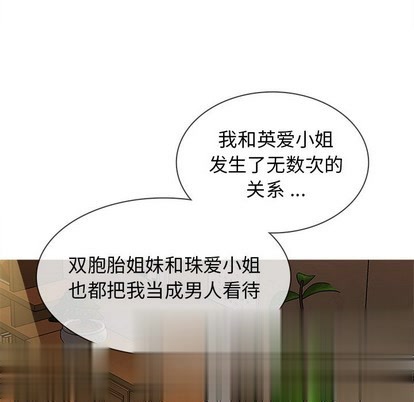 我和英爱小姐
发生了无数次的
关系 ...
双胞胎姐妹和珠爱小姐
也都把我当成男人看待